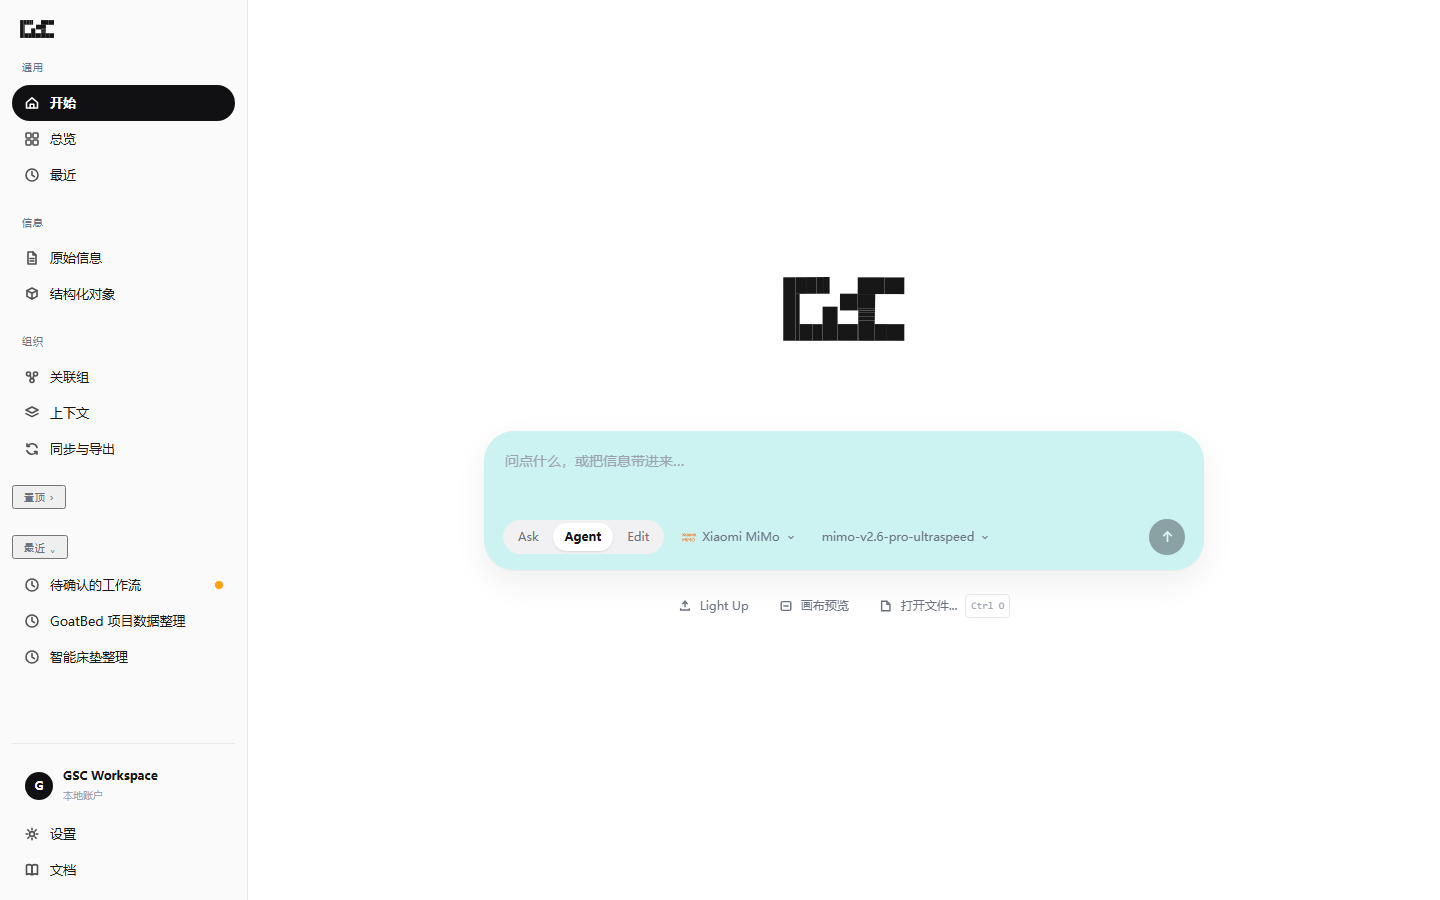 GSC
通用
开始
总览
最近
信息
原始信息
结构化对象
组织
关联组
上下文
同步与导出
置顶 ›
最近 ⌄
待确认的工作流
GoatBed 项目数据整理
智能床垫整理
G
GSC Workspace
本地账户
设置
文档
GSC
问点什么，或把信息带进来...
Ask Agent Edit Xiaomi MiMo mimo-v2.6-pro-ultraspeed
Light Up 画布预览 打开文件... Ctrl O